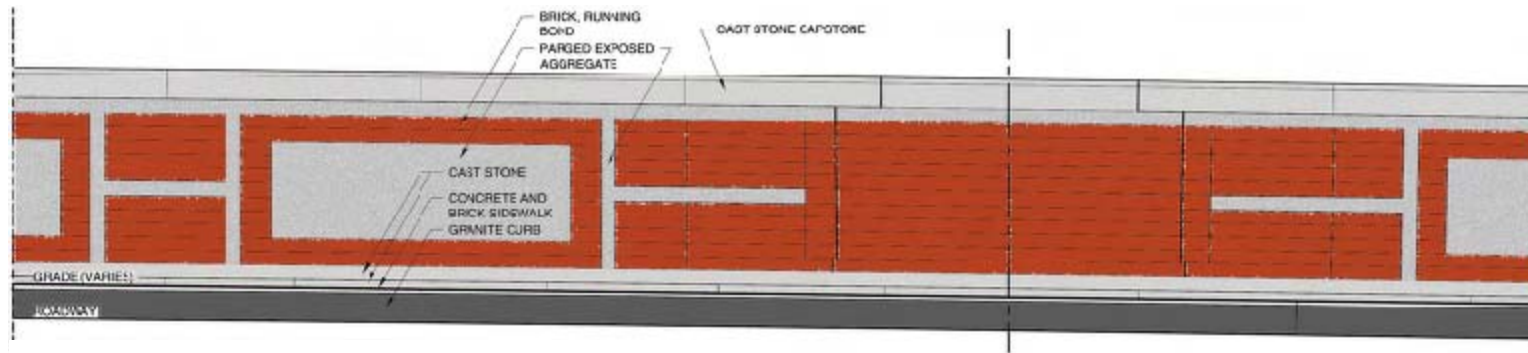 BRICK, RUNNING
BOND
PARGED EXPOSED
AGGREGATE
CAST STONE CAPSTONE
CAST STONE
CONCRETE AND
BRICK SIDEWALK
GRANITE CURB
GRADE (VARIES)
ROADWAY